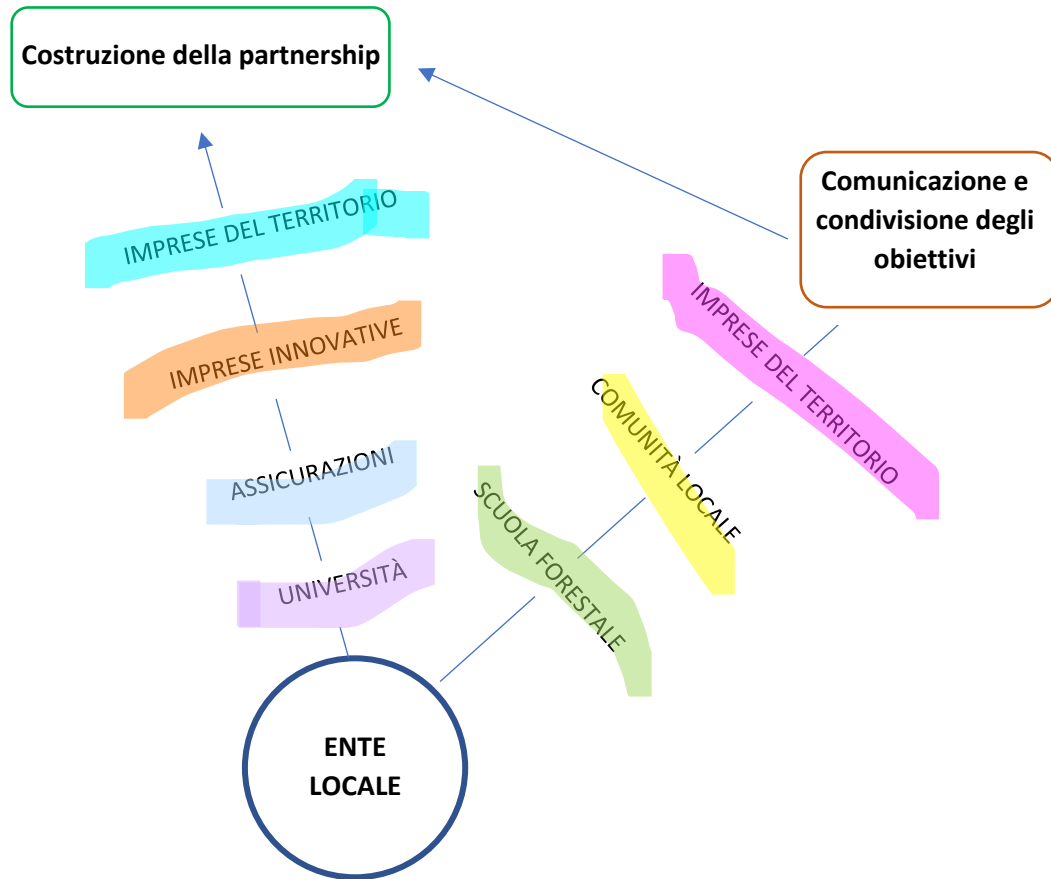 Costruzione della partnership
Comunicazione e
condivisione degli
obiettivi
IMPRESE DEL TERRITORIO
IMPRESE INNOVATIVE
ASSICURAZIONI
UNIVERSITÀ
IMPRESE DEL TERRITORIO
COMUNITÀ LOCALE
SCUOLA FORESTALE
ENTE
LOCALE